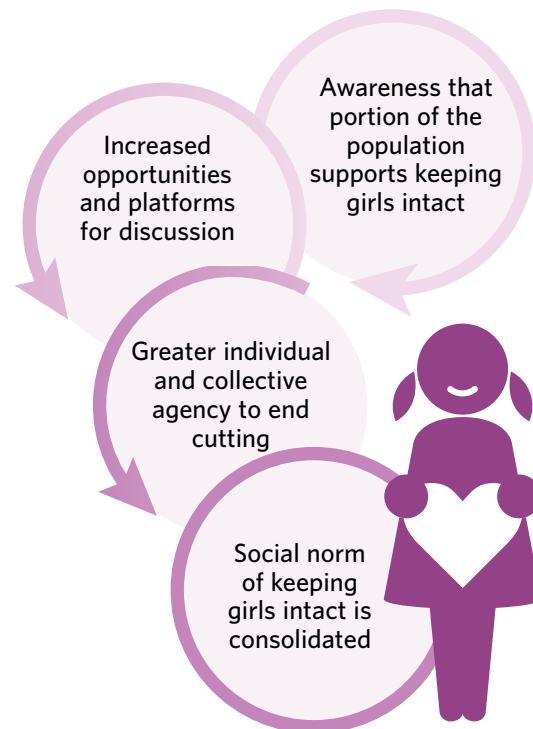 Awareness that
portion of the
population
supports keeping
girls intact
Increased
opportunities
and platforms
for discussion
Greater individual
and collective
agency to end
cutting
Social norm
of keeping
girls intact is
consolidated